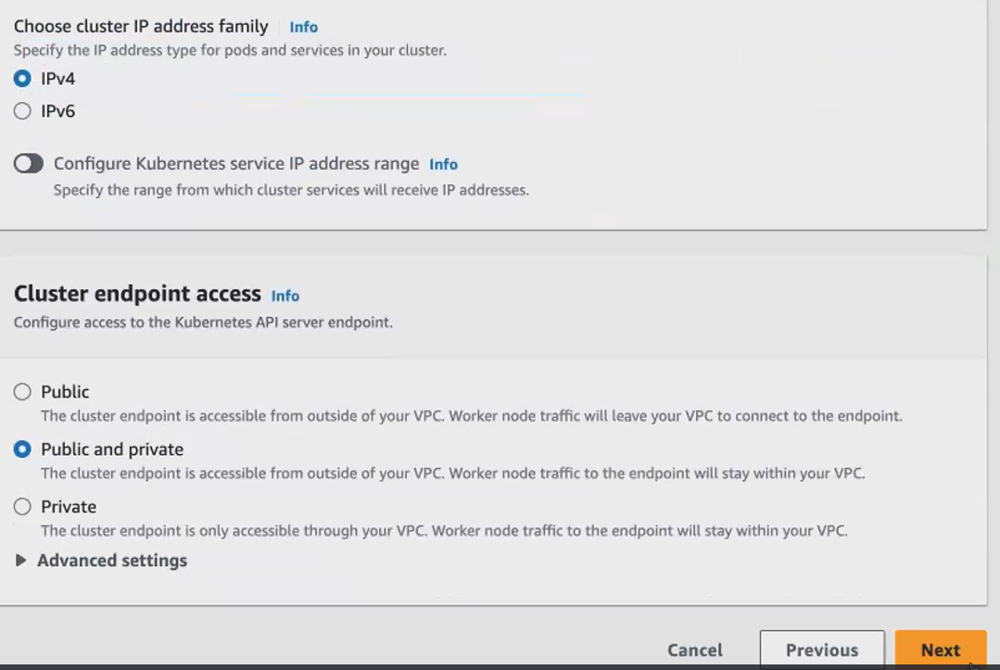 Choose cluster IP address family Info
Specify the IP address type for pods and services in your cluster.
IPv4
IPv6
Configure Kubernetes service IP address range Info
Specify the range from which cluster services will receive IP addresses.
Cluster endpoint access Info
Configure access to the Kubernetes API server endpoint.
Public
The cluster endpoint is accessible from outside of your VPC. Worker node traffic will leave your VPC to connect to the endpoint.
Public and private
The cluster endpoint is accessible from outside of your VPC. Worker node traffic to the endpoint will stay within your VPC.
Private
The cluster endpoint is only accessible through your VPC. Worker node traffic to the endpoint will stay within your VPC.
Advanced settings
Cancel Previous Next